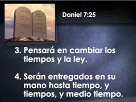 Daniel 7:25
3. Pensará en cambiar los
tiempos y la ley.
4. Serán entregados en su
mano hasta tiempo, y
tiempos, y medio tiempo.